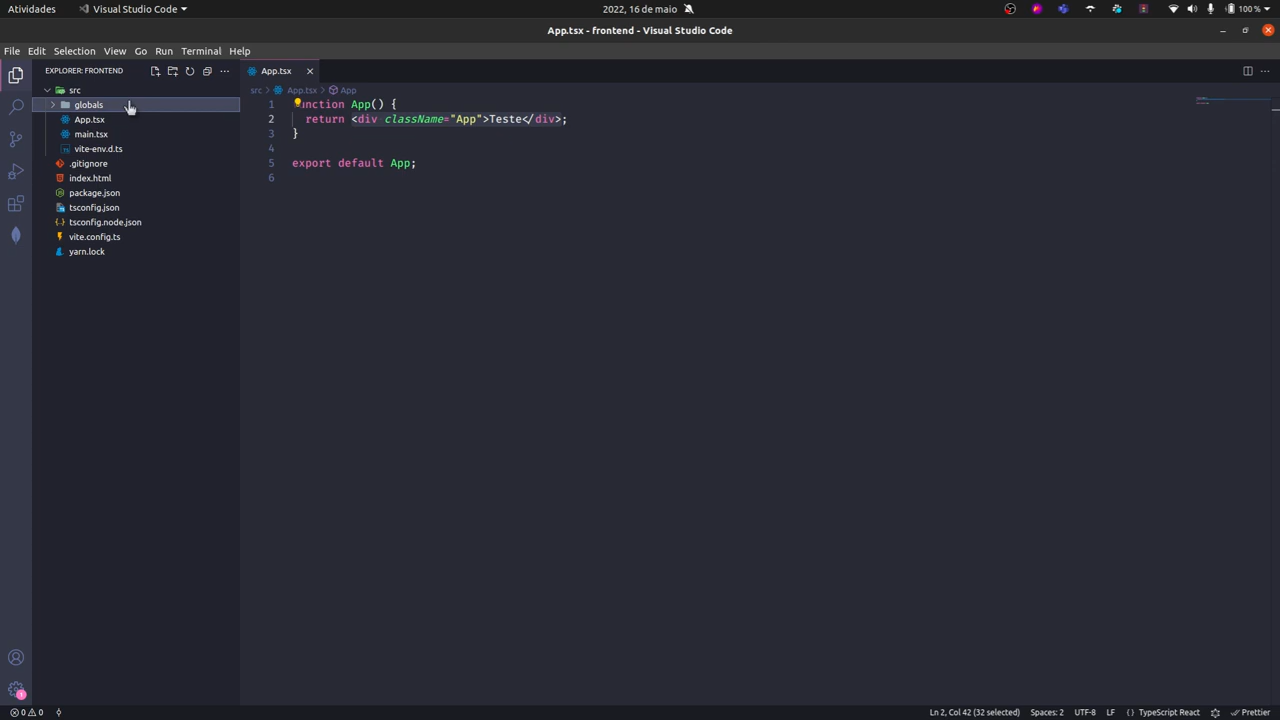 Atividades
Visual Studio Code
2022, 16 de maio
100 %
App.tsx - frontend - Visual Studio Code
File Edit Selection View Go Run Terminal Help
EXPLORER: FRONTEND
src
globals
App.tsx
main.tsx
vite-env.d.ts
.gitignore
index.html
package.json
tsconfig.json
tsconfig.node.json
vite.config.ts
yarn.lock
App.tsx
src > App.tsx > App
1 unction App() {
2 return <div className="App">Teste</div>;
3 }
4
5 export default App;
6
0 0
Ln 2, Col 42 (32 selected) Spaces: 2 UTF-8 LF { } TypeScript React Prettier